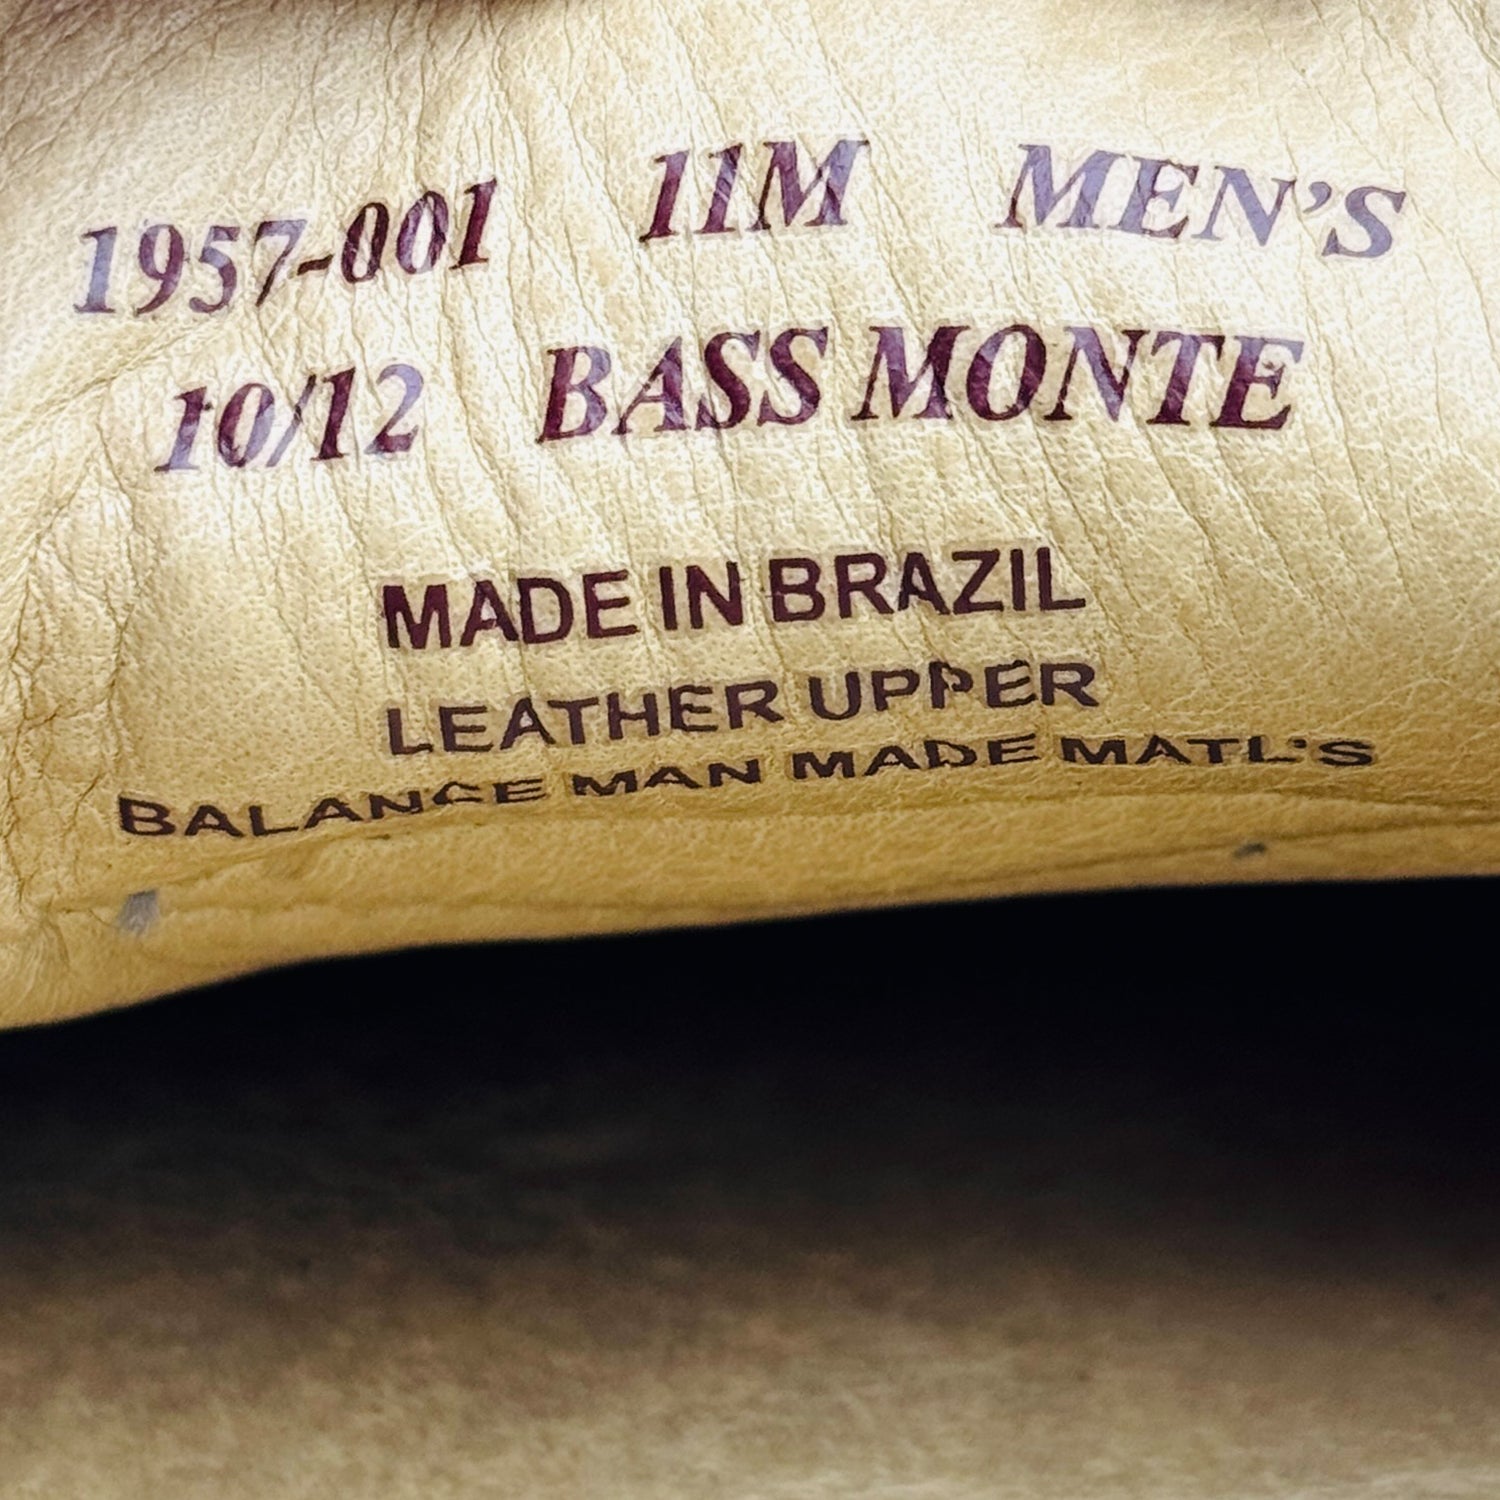 1957-001 11M MEN'S
10/12 BASS MONTE
MADE IN BRAZIL
LEATHER UPPER
BALANCE MAN MADE MATL'S